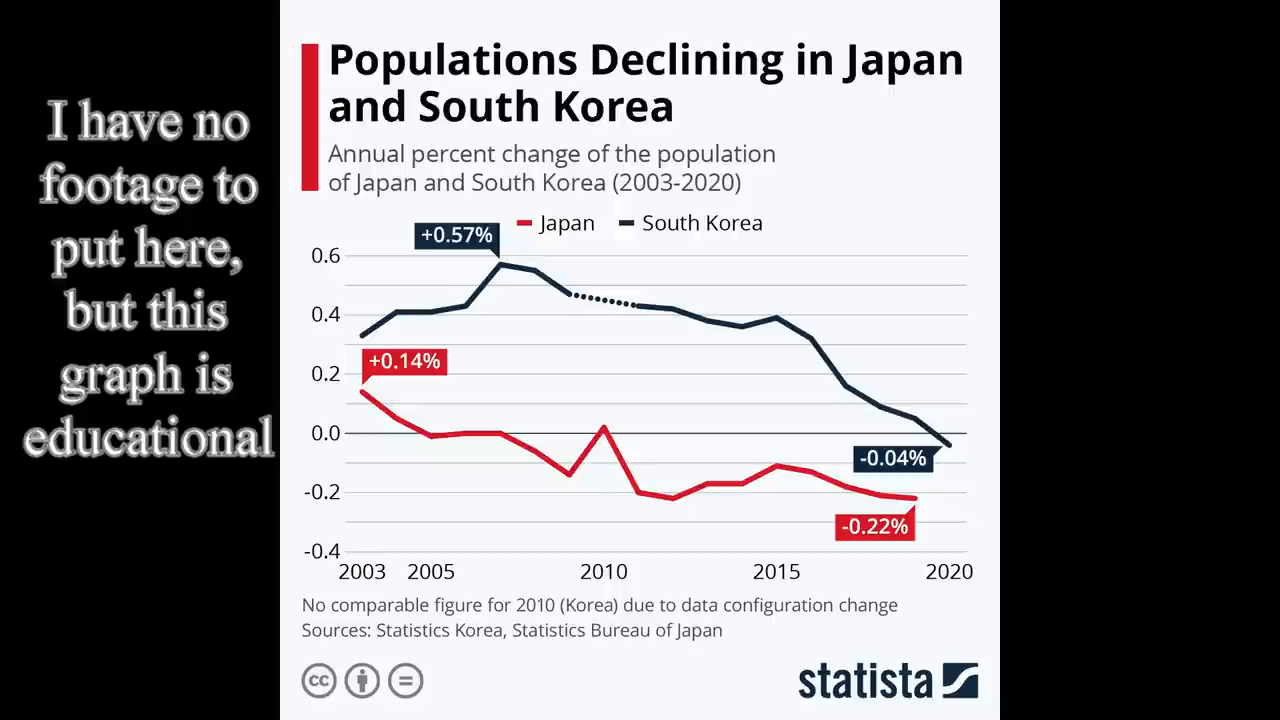 I have no
footage to
put here,
but this
graph is
educational
Populations Declining in Japan
and South Korea
Annual percent change of the population
of Japan and South Korea (2003-2020)
Japan South Korea
+0.57%
0.6
0.4
+0.14%
0.2
0.0
-0.04%
-0.2
-0.22%
-0.4
2003 2005 2010 2015 2020
No comparable figure for 2010 (Korea) due to data configuration change
Sources: Statistics Korea, Statistics Bureau of Japan
cc =
statista